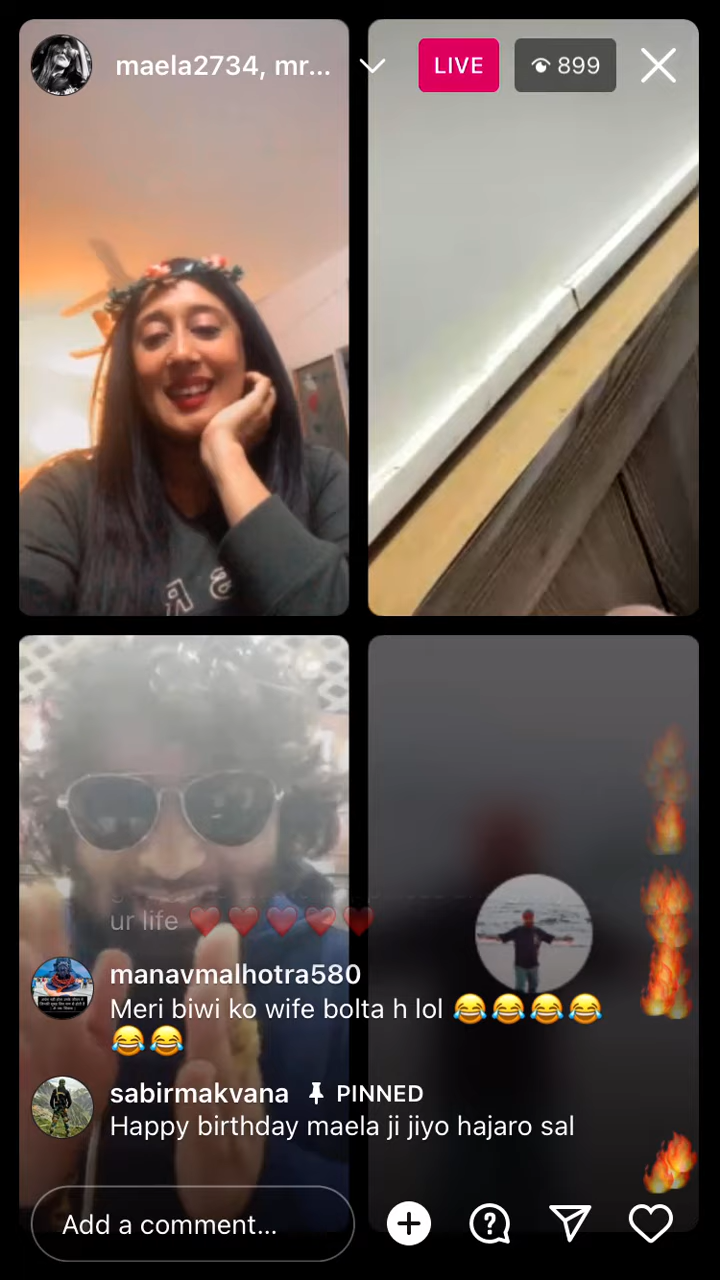 maela2734, mr...
LIVE
899
ur life ❤️❤️❤️❤️❤️
manavmalhotra580
Meri biwi ko wife bolta h lol 😂😂😂😂
😂😂
sabirmakvana PINNED
Happy birthday maela ji jiyo hajaro sal
Add a comment...